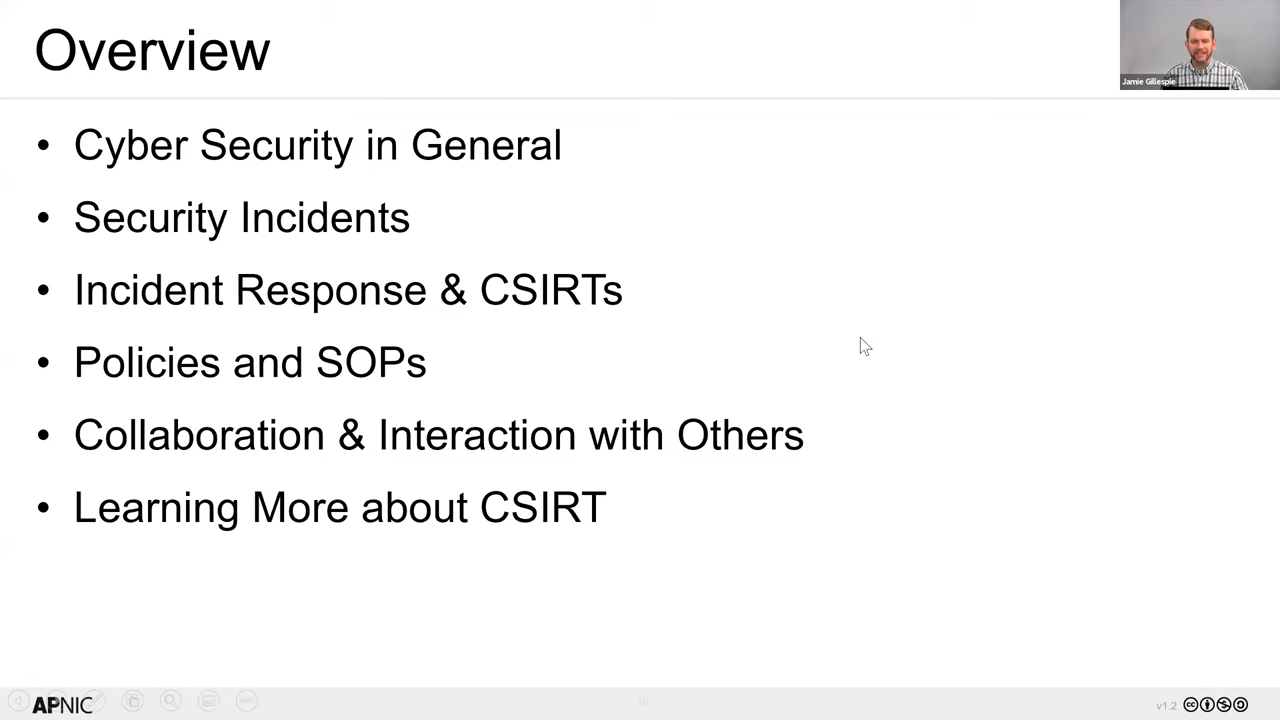 Overview
Jamie Gillespie
• Cyber Security in General
• Security Incidents
• Incident Response & CSIRTs
• Policies and SOPs
• Collaboration & Interaction with Others
• Learning More about CSIRT
APNIC
10
v1.2